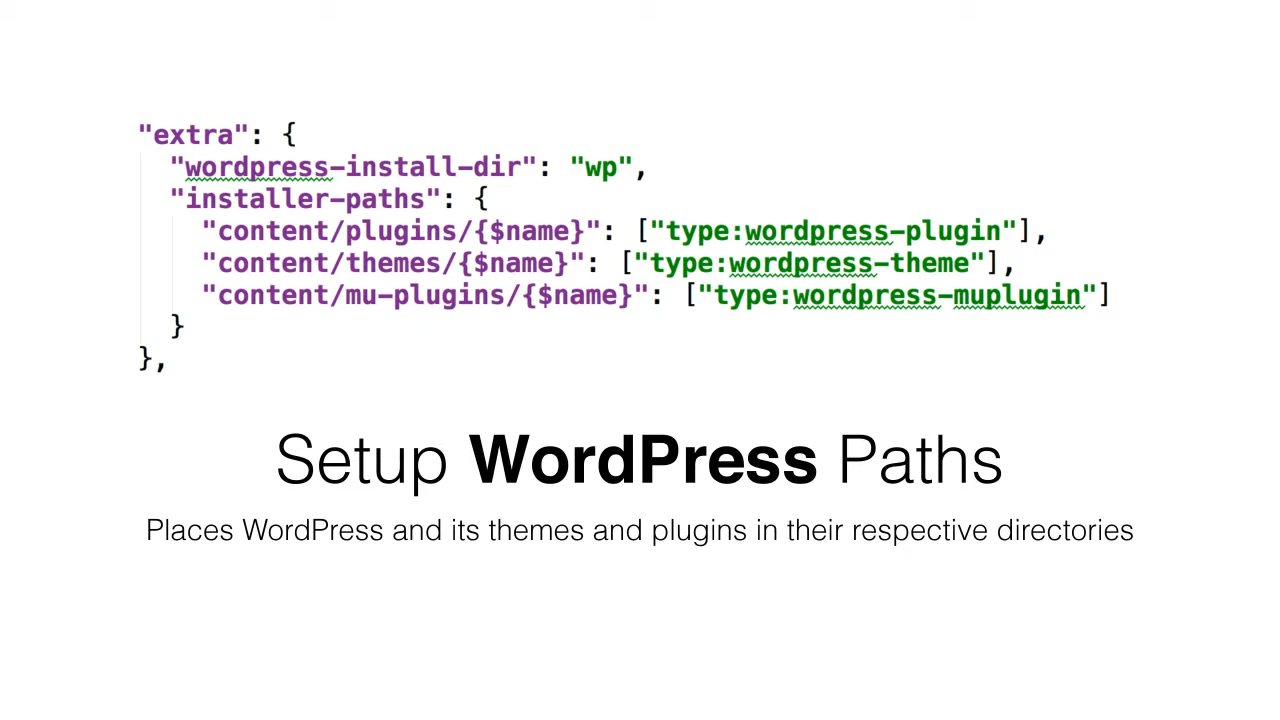 "extra": {
"wordpress-install-dir": "wp",
"installer-paths": {
"content/plugins/{$name}": ["type:wordpress-plugin"],
"content/themes/{$name}": ["type:wordpress-theme"],
"content/mu-plugins/{$name}": ["type:wordpress-muplugin"]
}
},
Setup WordPress Paths
Places WordPress and its themes and plugins in their respective directories